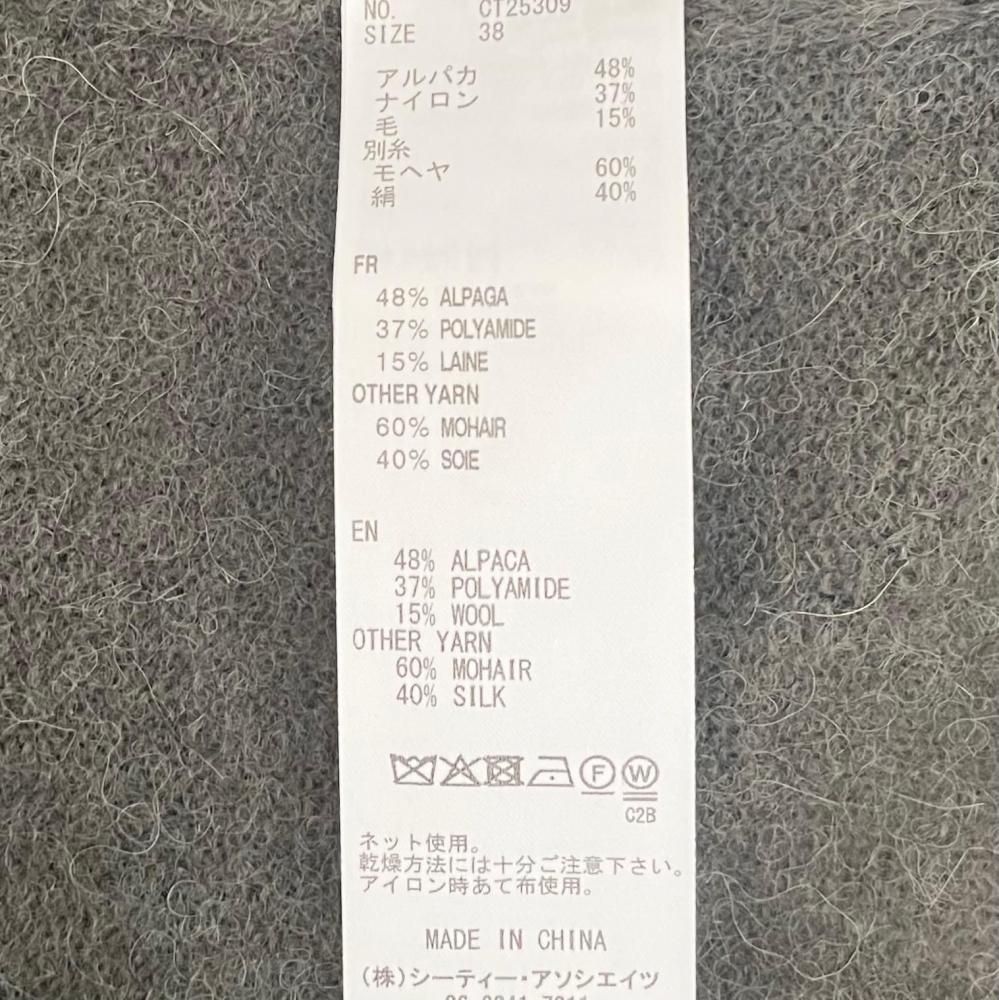 NO. CT25309
SIZE 38
アルパカ 48%
ナイロン 37%
毛 15%
別糸
モヘヤ 60%
絹 40%
FR
48% ALPAGA
37% POLYAMIDE
15% LAINE
OTHER YARN
60% MOHAIR
40% SOIE
EN
48% ALPACA
37% POLYAMIDE
15% WOOL
OTHER YARN
60% MOHAIR
40% SILK
F W
C2B
ネット使用。
乾燥方法には十分ご注意下さい。
アイロン時あて布使用。
MADE IN CHINA
(株)シーティー・アソシエイツ